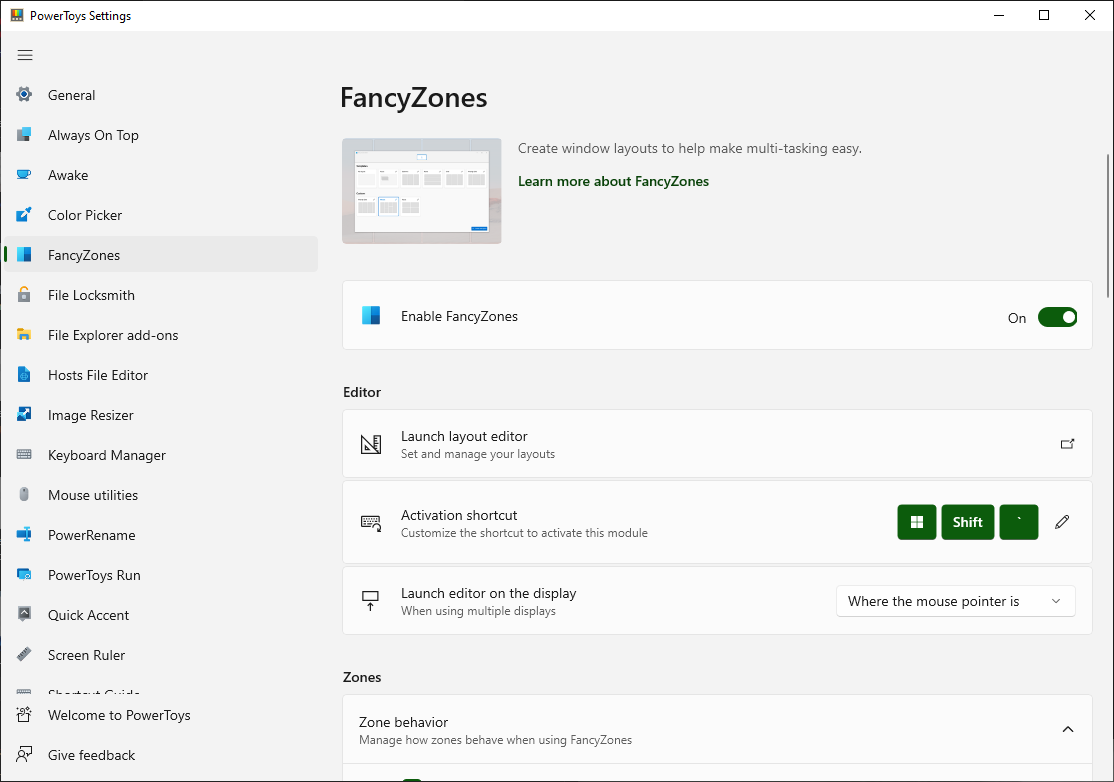 PowerToys Settings
General
Always On Top
Awake
Color Picker
FancyZones
File Locksmith
File Explorer add-ons
Hosts File Editor
Image Resizer
Keyboard Manager
Mouse utilities
PowerRename
PowerToys Run
Quick Accent
Screen Ruler
Shortcut Guide
Welcome to PowerToys
Give feedback
FancyZones
Create window layouts to help make multi-tasking easy.
Learn more about FancyZones
Enable FancyZones
On
Editor
Launch layout editor
Set and manage your layouts
Activation shortcut
Customize the shortcut to activate this module
Shift `
Launch editor on the display
When using multiple displays
Where the mouse pointer is
Zones
Zone behavior
Manage how zones behave when using FancyZones